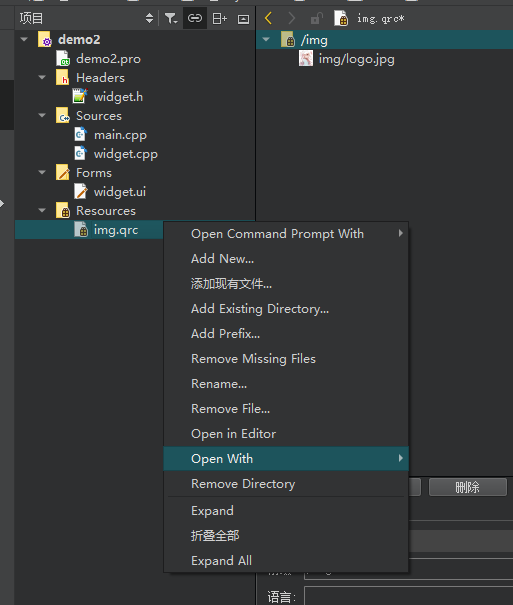 项目
img.qrc*
demo2
demo2.pro
Headers
widget.h
Sources
main.cpp
widget.cpp
Forms
widget.ui
Resources
img.qrc
/img
img/logo.jpg
Open Command Prompt With
Add New...
添加现有文件...
Add Existing Directory...
Add Prefix...
Remove Missing Files
Rename...
Remove File...
Open in Editor
Open With
Remove Directory
Expand
折叠全部
Expand All
删除
语言: